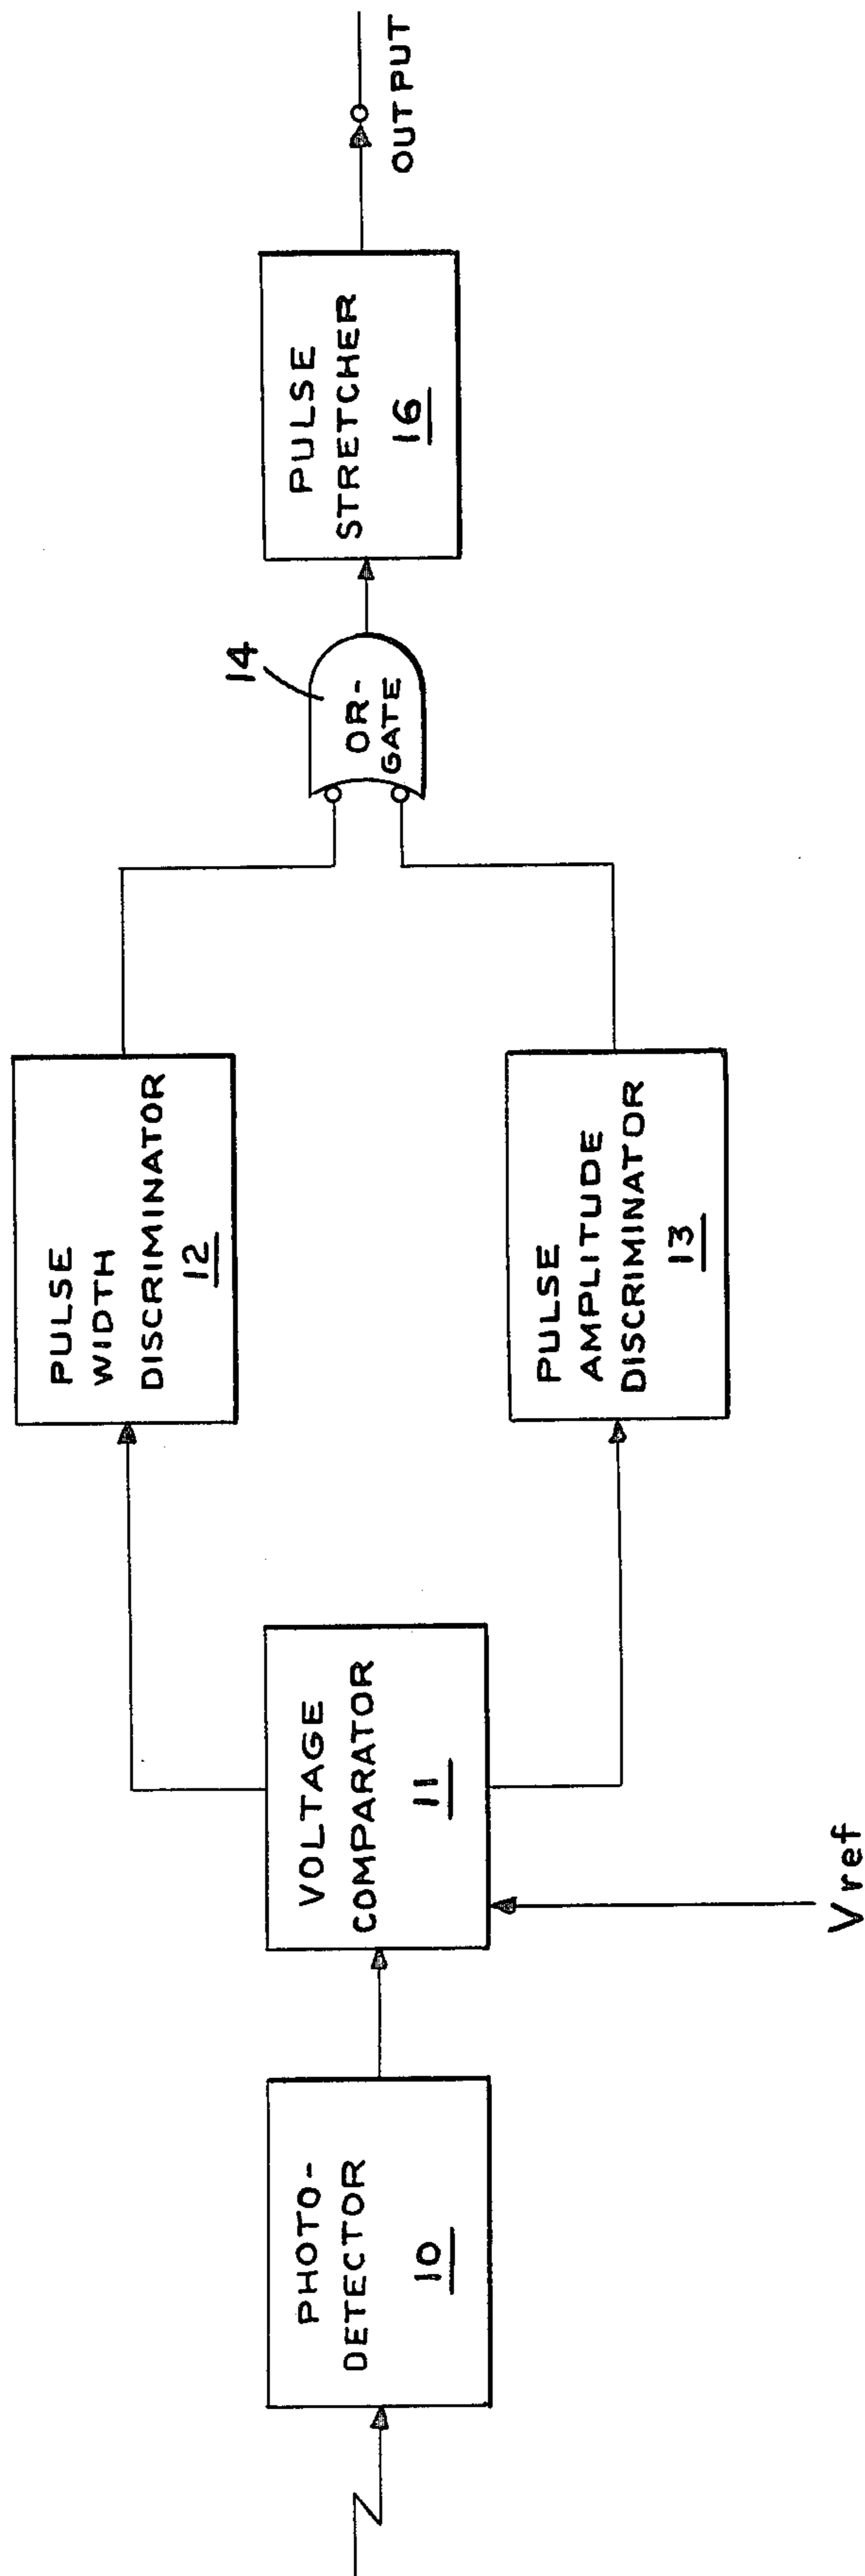 PHOTO-
DETECTOR
10
VOLTAGE
COMPARATOR
11
Vref
PULSE
WIDTH
DISCRIMINATOR
12
PULSE
AMPLITUDE
DISCRIMINATOR
13
14
OR-
GATE
PULSE
STRETCHER
16
OUTPUT